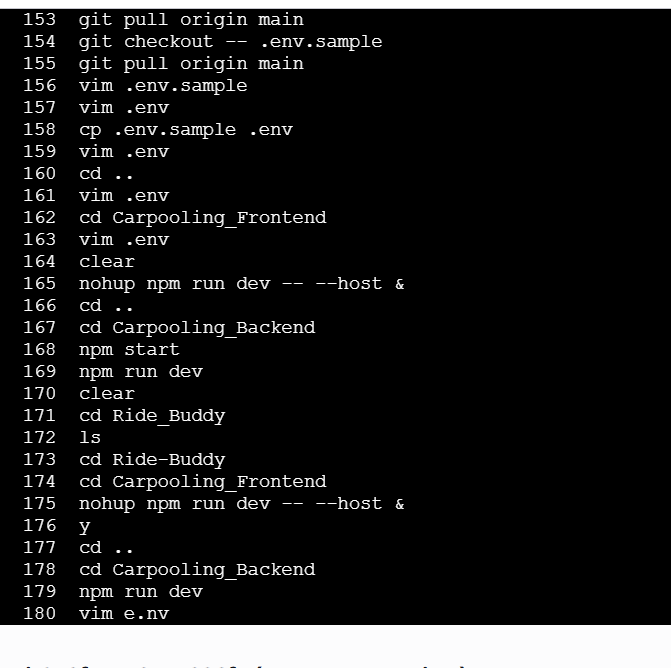 153 git pull origin main
154 git checkout -- .env.sample
155 git pull origin main
156 vim .env.sample
157 vim .env
158 cp .env.sample .env
159 vim .env
160 cd ..
161 vim .env
162 cd Carpooling_Frontend
163 vim .env
164 clear
165 nohup npm run dev -- --host &
166 cd ..
167 cd Carpooling_Backend
168 npm start
169 npm run dev
170 clear
171 cd Ride_Buddy
172 ls
173 cd Ride-Buddy
174 cd Carpooling_Frontend
175 nohup npm run dev -- --host &
176 y
177 cd ..
178 cd Carpooling_Backend
179 npm run dev
180 vim e.nv